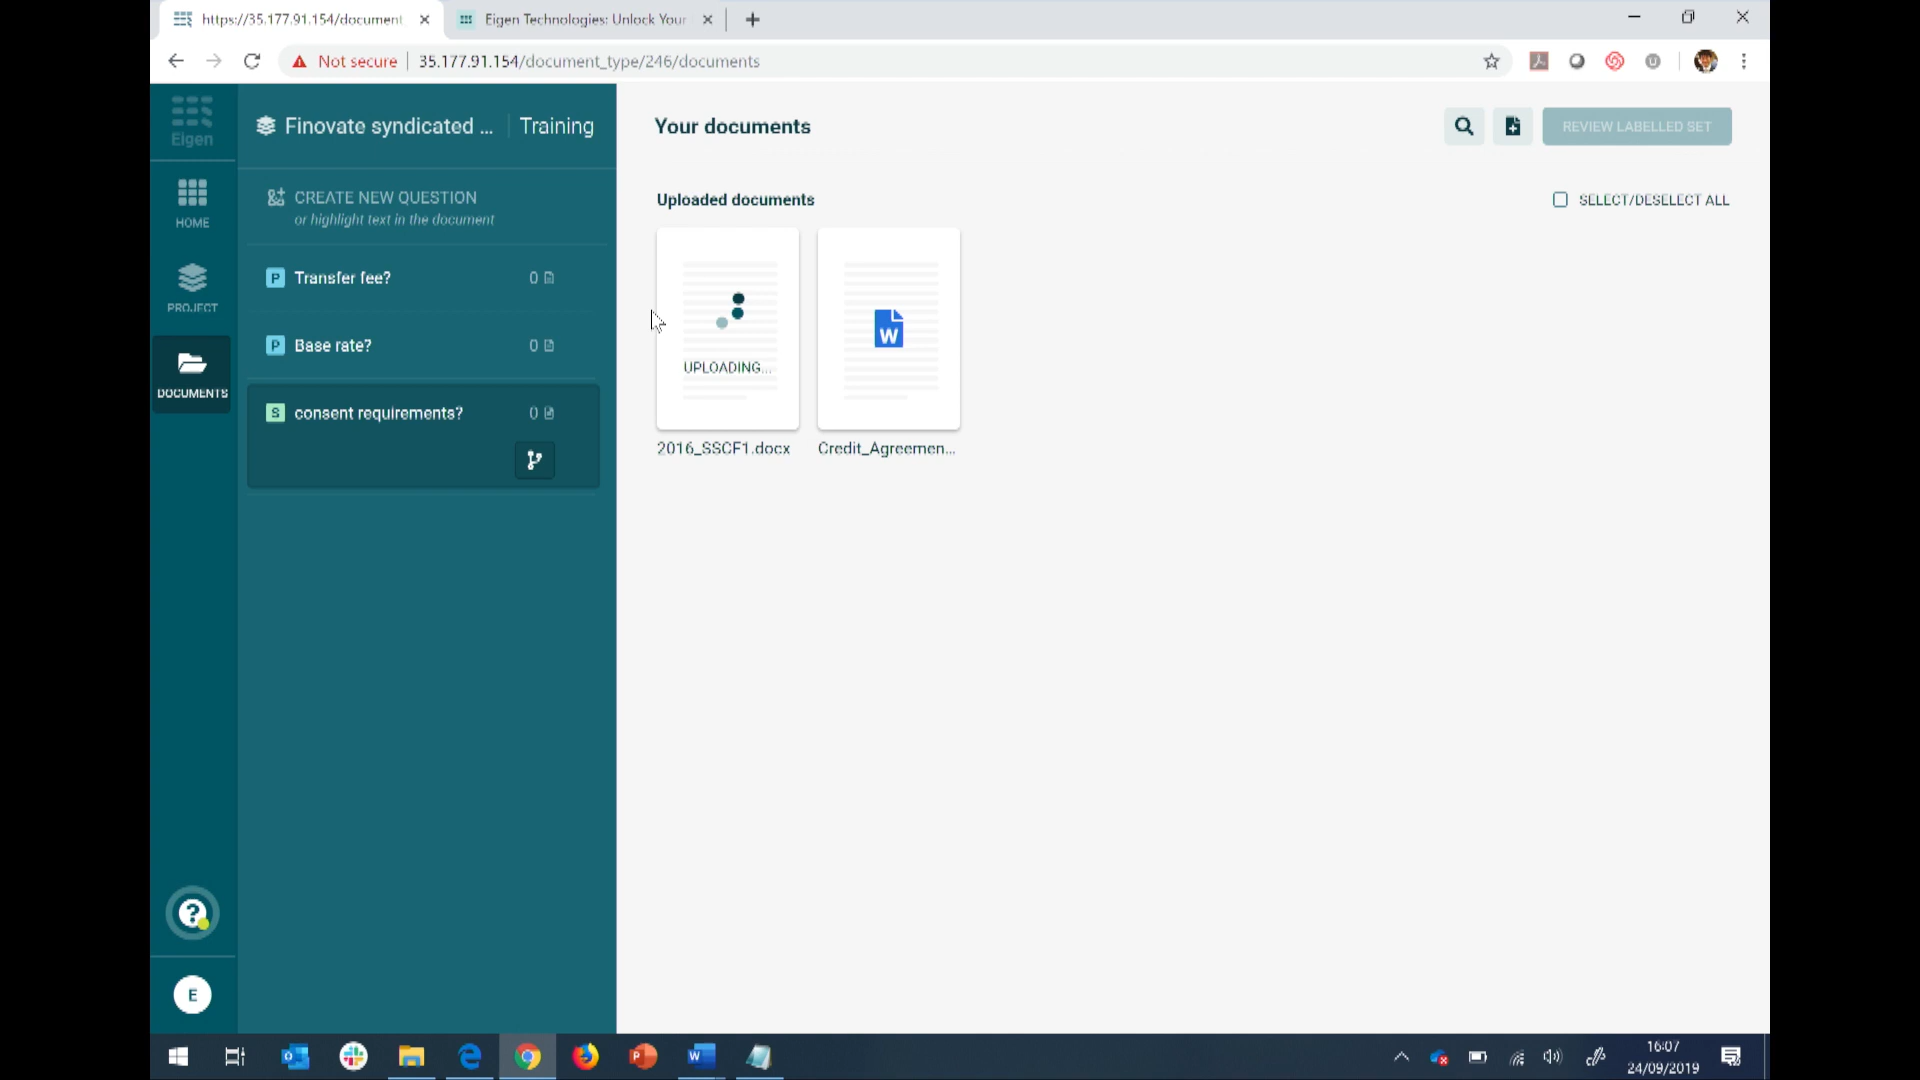 https://35.177.91.154/document
Eigen Technologies: Unlock Your
Not secure
35.177.91.154/document_type/246/documents
Eigen
Finovate syndicated ...
Training
Your documents
REVIEW LABELLED SET
CREATE NEW QUESTION
or highlight text in the document
Uploaded documents
SELECT/DESELECT ALL
HOME
P Transfer fee? 0
PROJECT
P Base rate? 0
UPLOADING...
W
DOCUMENTS
S consent requirements? 0
2016_SSCF1.docx
Credit_Agreemen...
?
E
16:07
24/09/2019